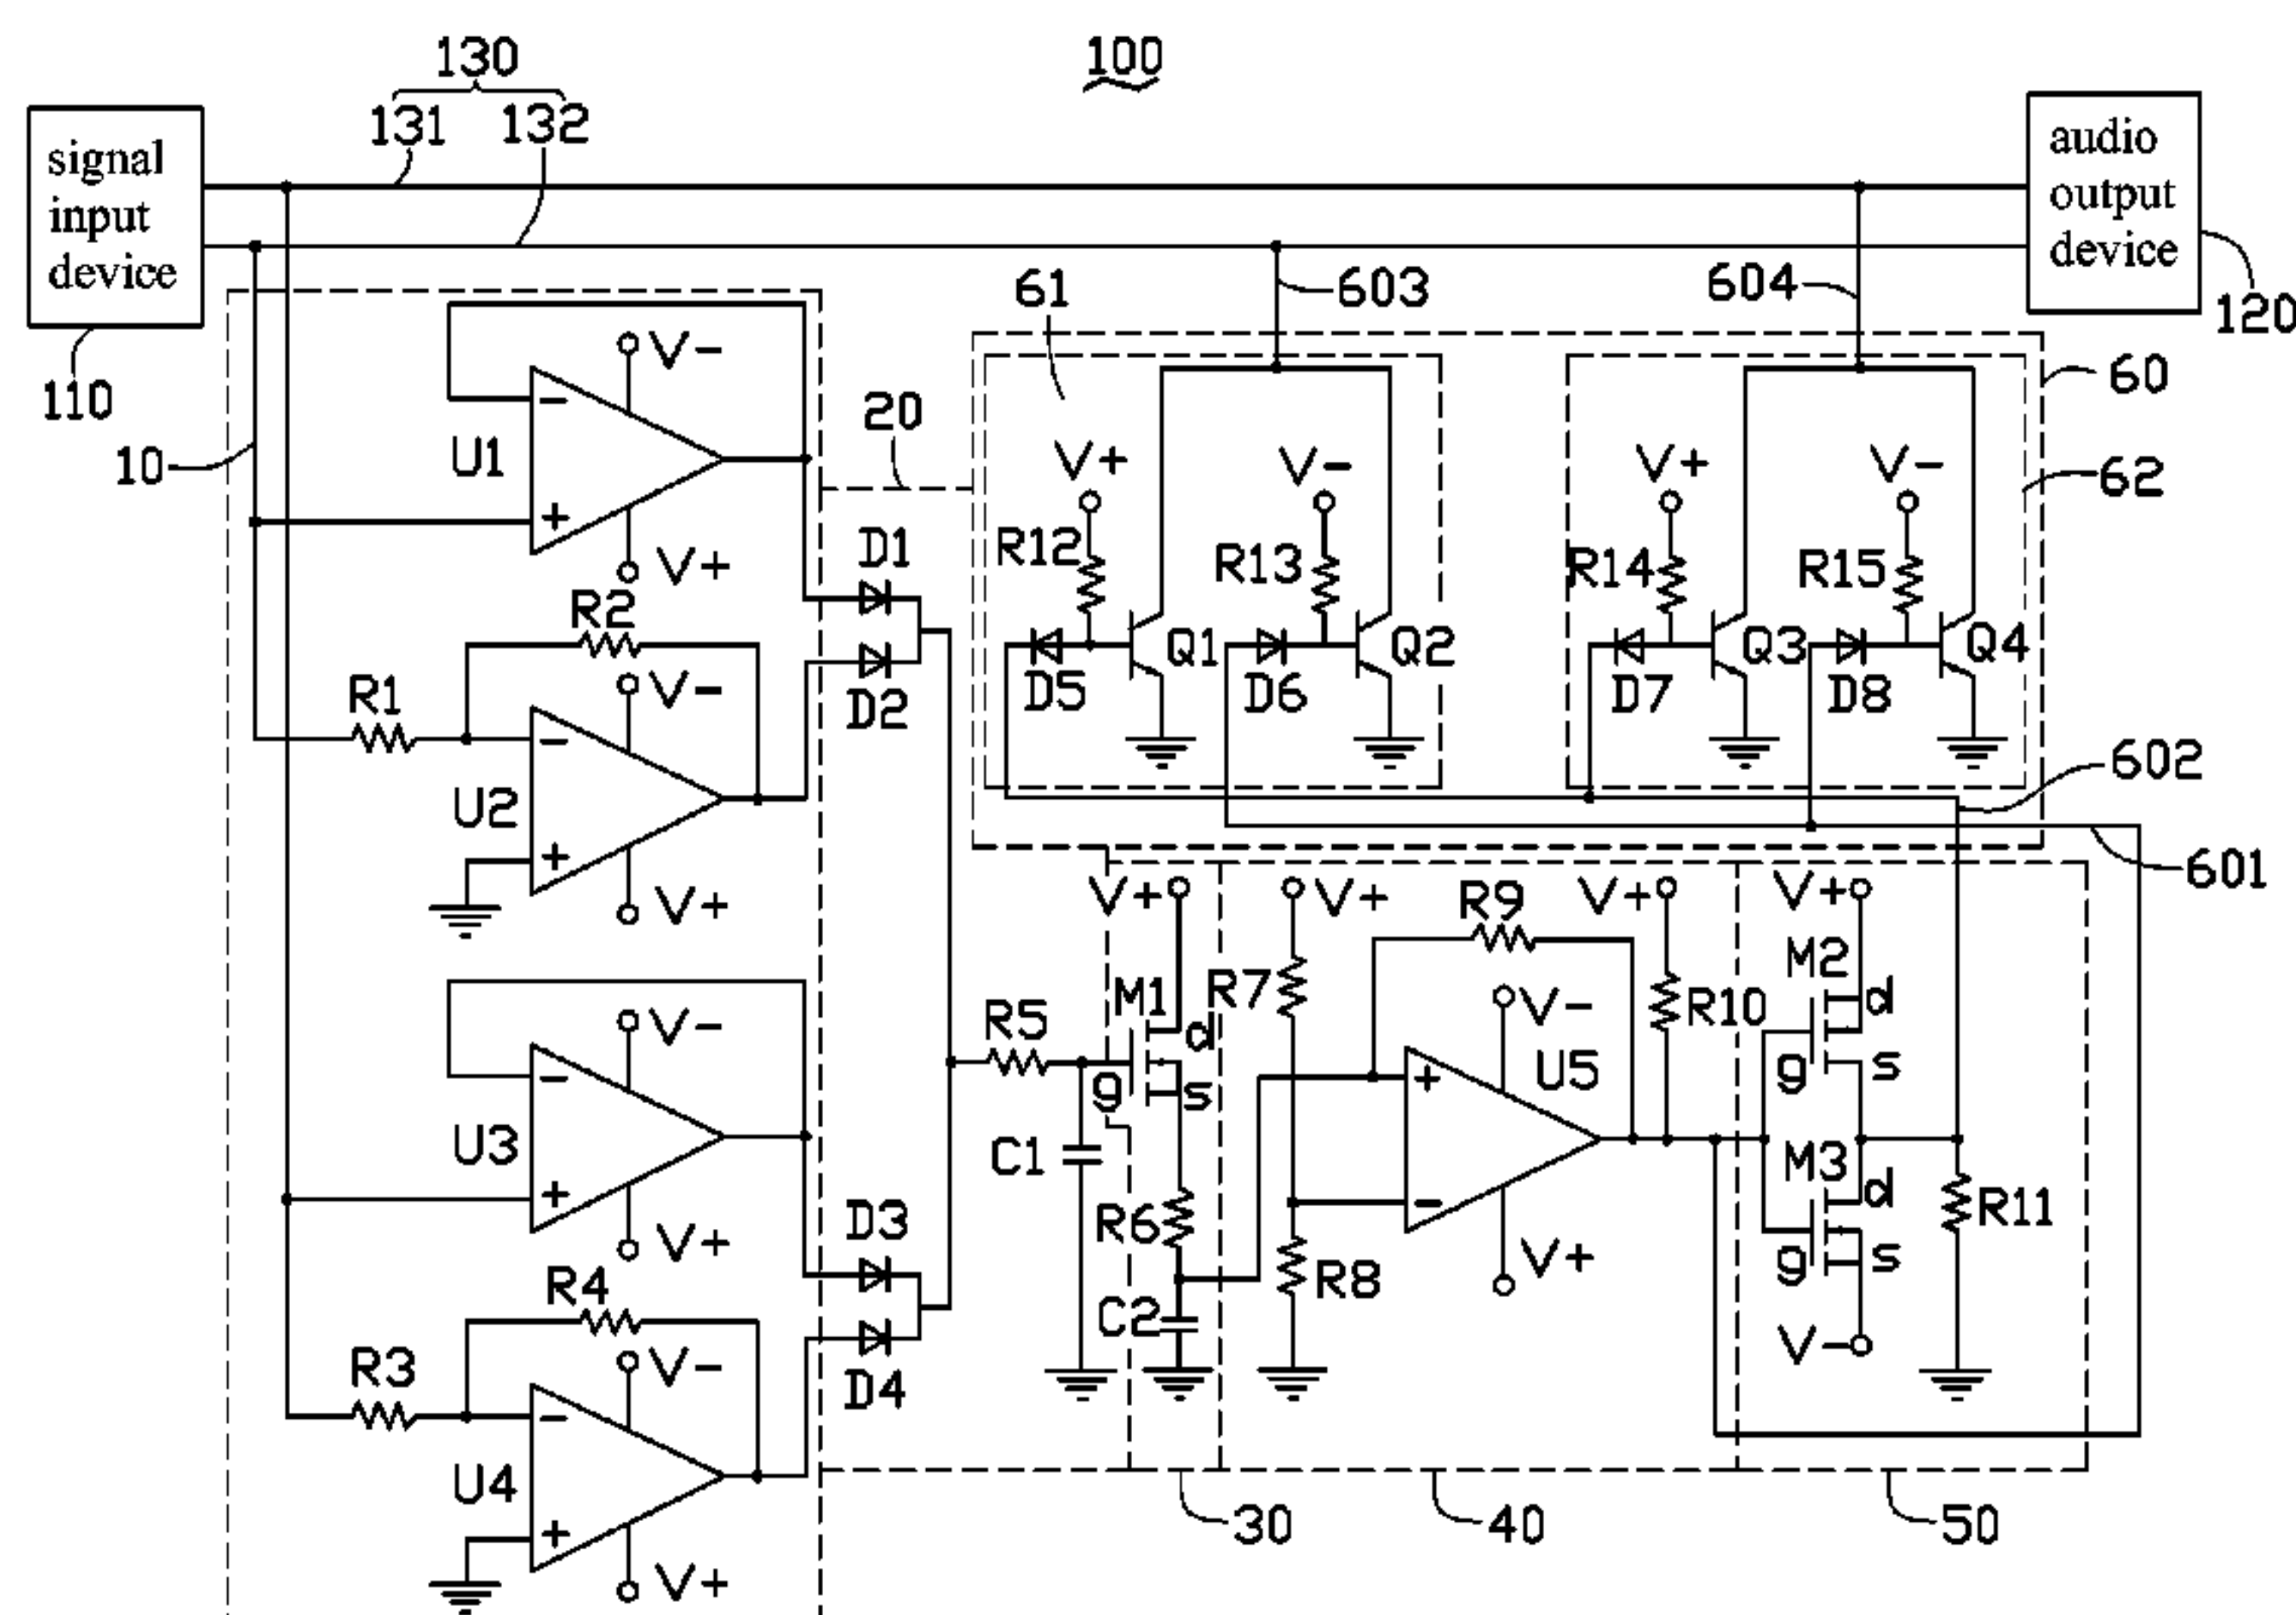 130
100
131 132
signal
input
device
audio
output
device
110
120
10
20
61
603
604
60
62
V-
U1
V+
V+
V-
V+
V-
D1
R12
R13
R14
R15
R2
D2
D5
Q1
D6
Q2
D7
Q3
D8
Q4
R1
V-
U2
V+
602
601
V+
V+
R9
V+
V+
M2
d
g
s
R7
M1
d
g
s
V-
U5
R10
R5
V-
U3
V+
C1
R6
C2
R8
V+
M3
d
g
s
R11
V-
D3
D4
R4
R3
V-
U4
V+
30
40
50